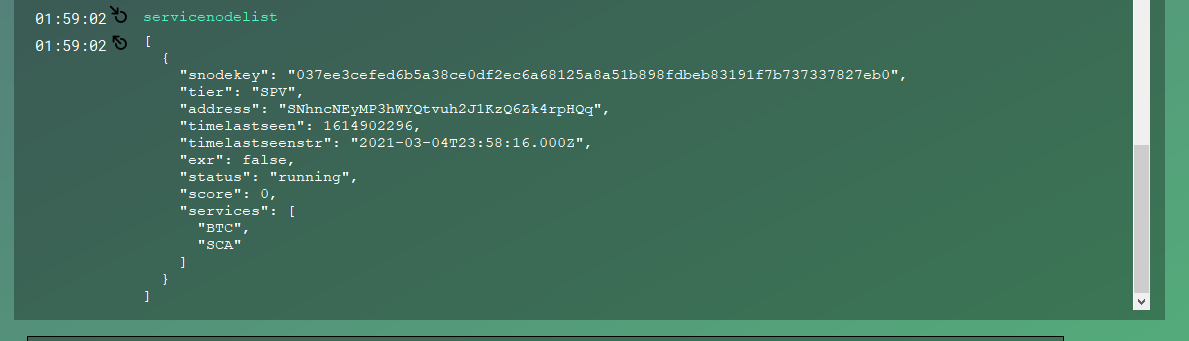 01:59:02 servicenodelist
01:59:02 [
{
"snodekey": "037ee3cefed6b5a38ce0df2ec6a68125a8a51b898fdbeb83191f7b737337827eb0",
"tier": "SPV",
"address": "SNhncNEyMP3hWYQtvuh2J1KzQ6Zk4rpHQq",
"timelastseen": 1614902296,
"timelastseenstr": "2021-03-04T23:58:16.000Z",
"exr": false,
"status": "running",
"score": 0,
"services": [
"BTC",
"SCA"
]
}
]